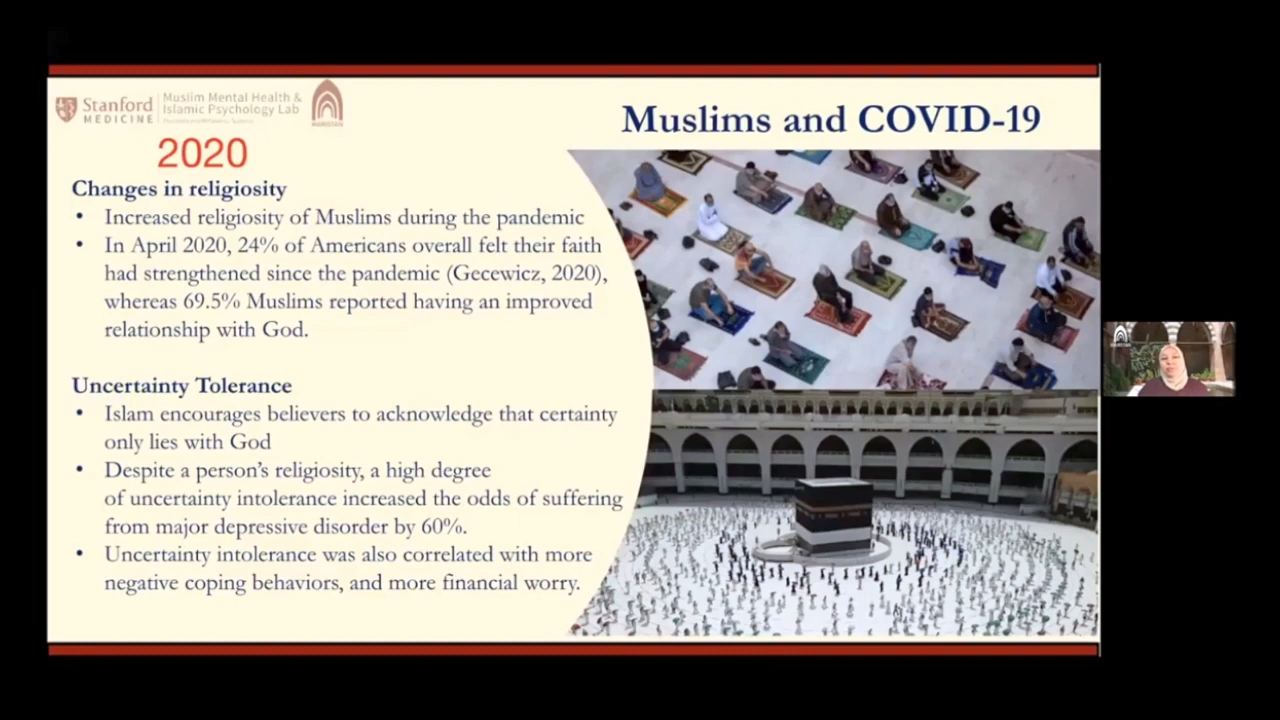 Stanford
MEDICINE
Muslim Mental Health &
Islamic Psychology Lab
MARISTAN
Muslims and COVID-19
2020
Changes in religiosity
• Increased religiosity of Muslims during the pandemic
• In April 2020, 24% of Americans overall felt their faith
had strengthened since the pandemic (Gecewicz, 2020),
whereas 69.5% Muslims reported having an improved
relationship with God.
Uncertainty Tolerance
• Islam encourages believers to acknowledge that certainty
only lies with God
• Despite a person’s religiosity, a high degree
of uncertainty intolerance increased the odds of suffering
from major depressive disorder by 60%.
• Uncertainty intolerance was also correlated with more
negative coping behaviors, and more financial worry.